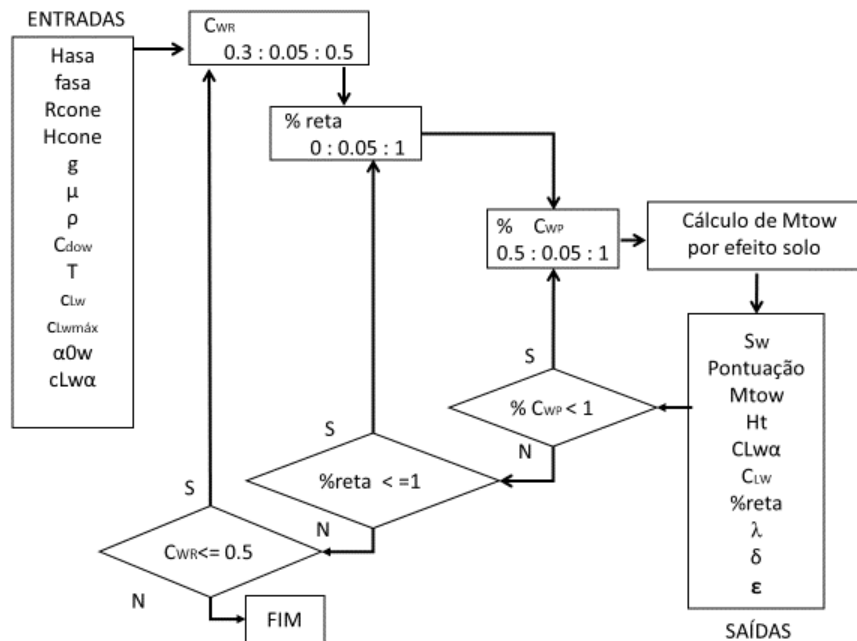 ENTRADAS
Hasa
fasa
Rcone
Hcone
g
μ
ρ
Cdow
T
cLw
cLwmáx
α0w
cLwα
CWR
0.3 : 0.05 : 0.5
% reta
0 : 0.05 : 1
% CWP
0.5 : 0.05 : 1
Cálculo de Mtow
por efeito solo
Sw
Pontuação
Mtow
Ht
CLwα
CLW
%reta
λ
δ
ε
SAÍDAS
S
% CWP < 1
N
S
%reta < =1
N
S
CWR<= 0.5
N
FIM